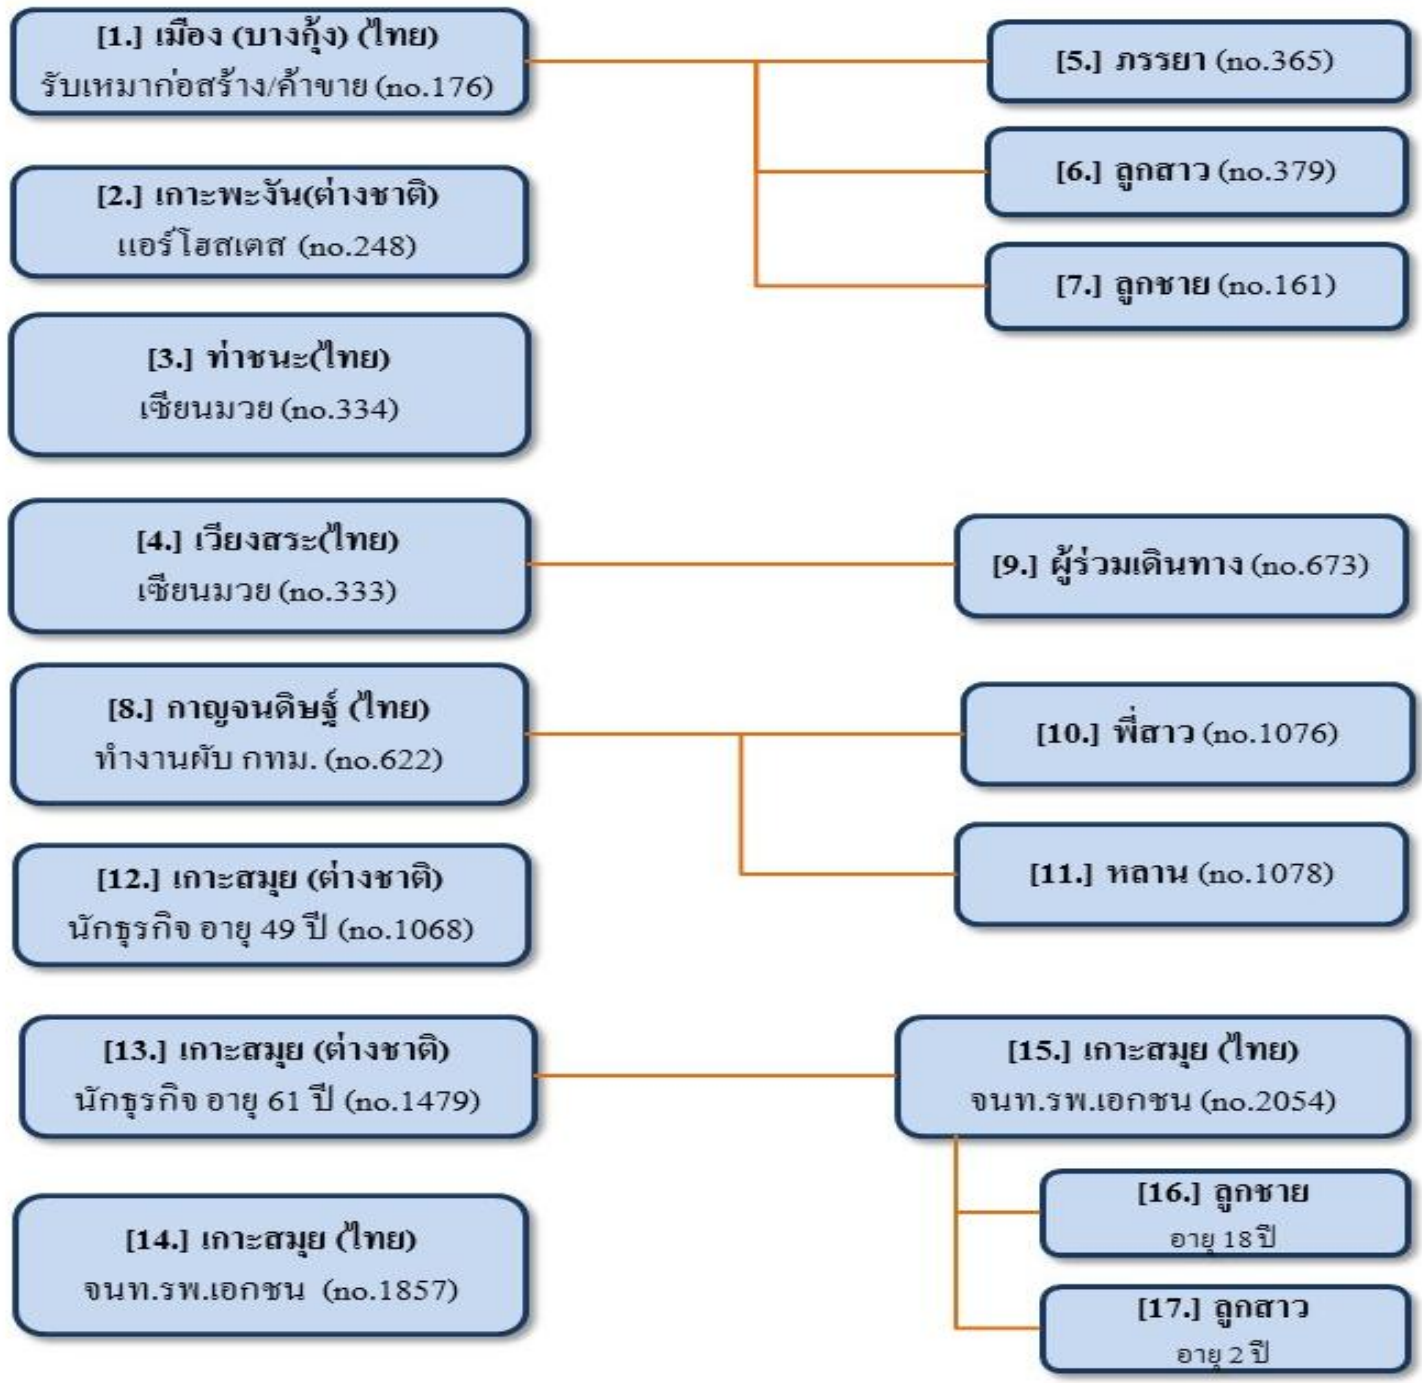 [1.] เมือง (บางกุ้ง) (ไทย)
รับเหมาก่อสร้าง/ค้าขาย (no.176)
[5.] ภรรยา (no.365)
[6.] ลูกสาว (no.379)
[7.] ลูกชาย (no.161)
[2.] เกาะพะงัน(ต่างชาติ)
แอร์โฮสเตส (no.248)
[3.] ท่าชนะ(ไทย)
เซียนมวย (no.334)
[4.] เวียงสระ(ไทย)
เซียนมวย (no.333)
[9.] ผู้ร่วมเดินทาง (no.673)
[8.] กาญจนดิษฐ์ (ไทย)
ทำงานผับ กทม. (no.622)
[10.] พี่สาว (no.1076)
[11.] หลาน (no.1078)
[12.] เกาะสมุย (ต่างชาติ)
นักธุรกิจ อายุ 49 ปี (no.1068)
[13.] เกาะสมุย (ต่างชาติ)
นักธุรกิจ อายุ 61 ปี (no.1479)
[15.] เกาะสมุย (ไทย)
จนท.รพ.เอกชน (no.2054)
[16.] ลูกชาย
อายุ 18 ปี
[17.] ลูกสาว
อายุ 2 ปี
[14.] เกาะสมุย (ไทย)
จนท.รพ.เอกชน (no.1857)